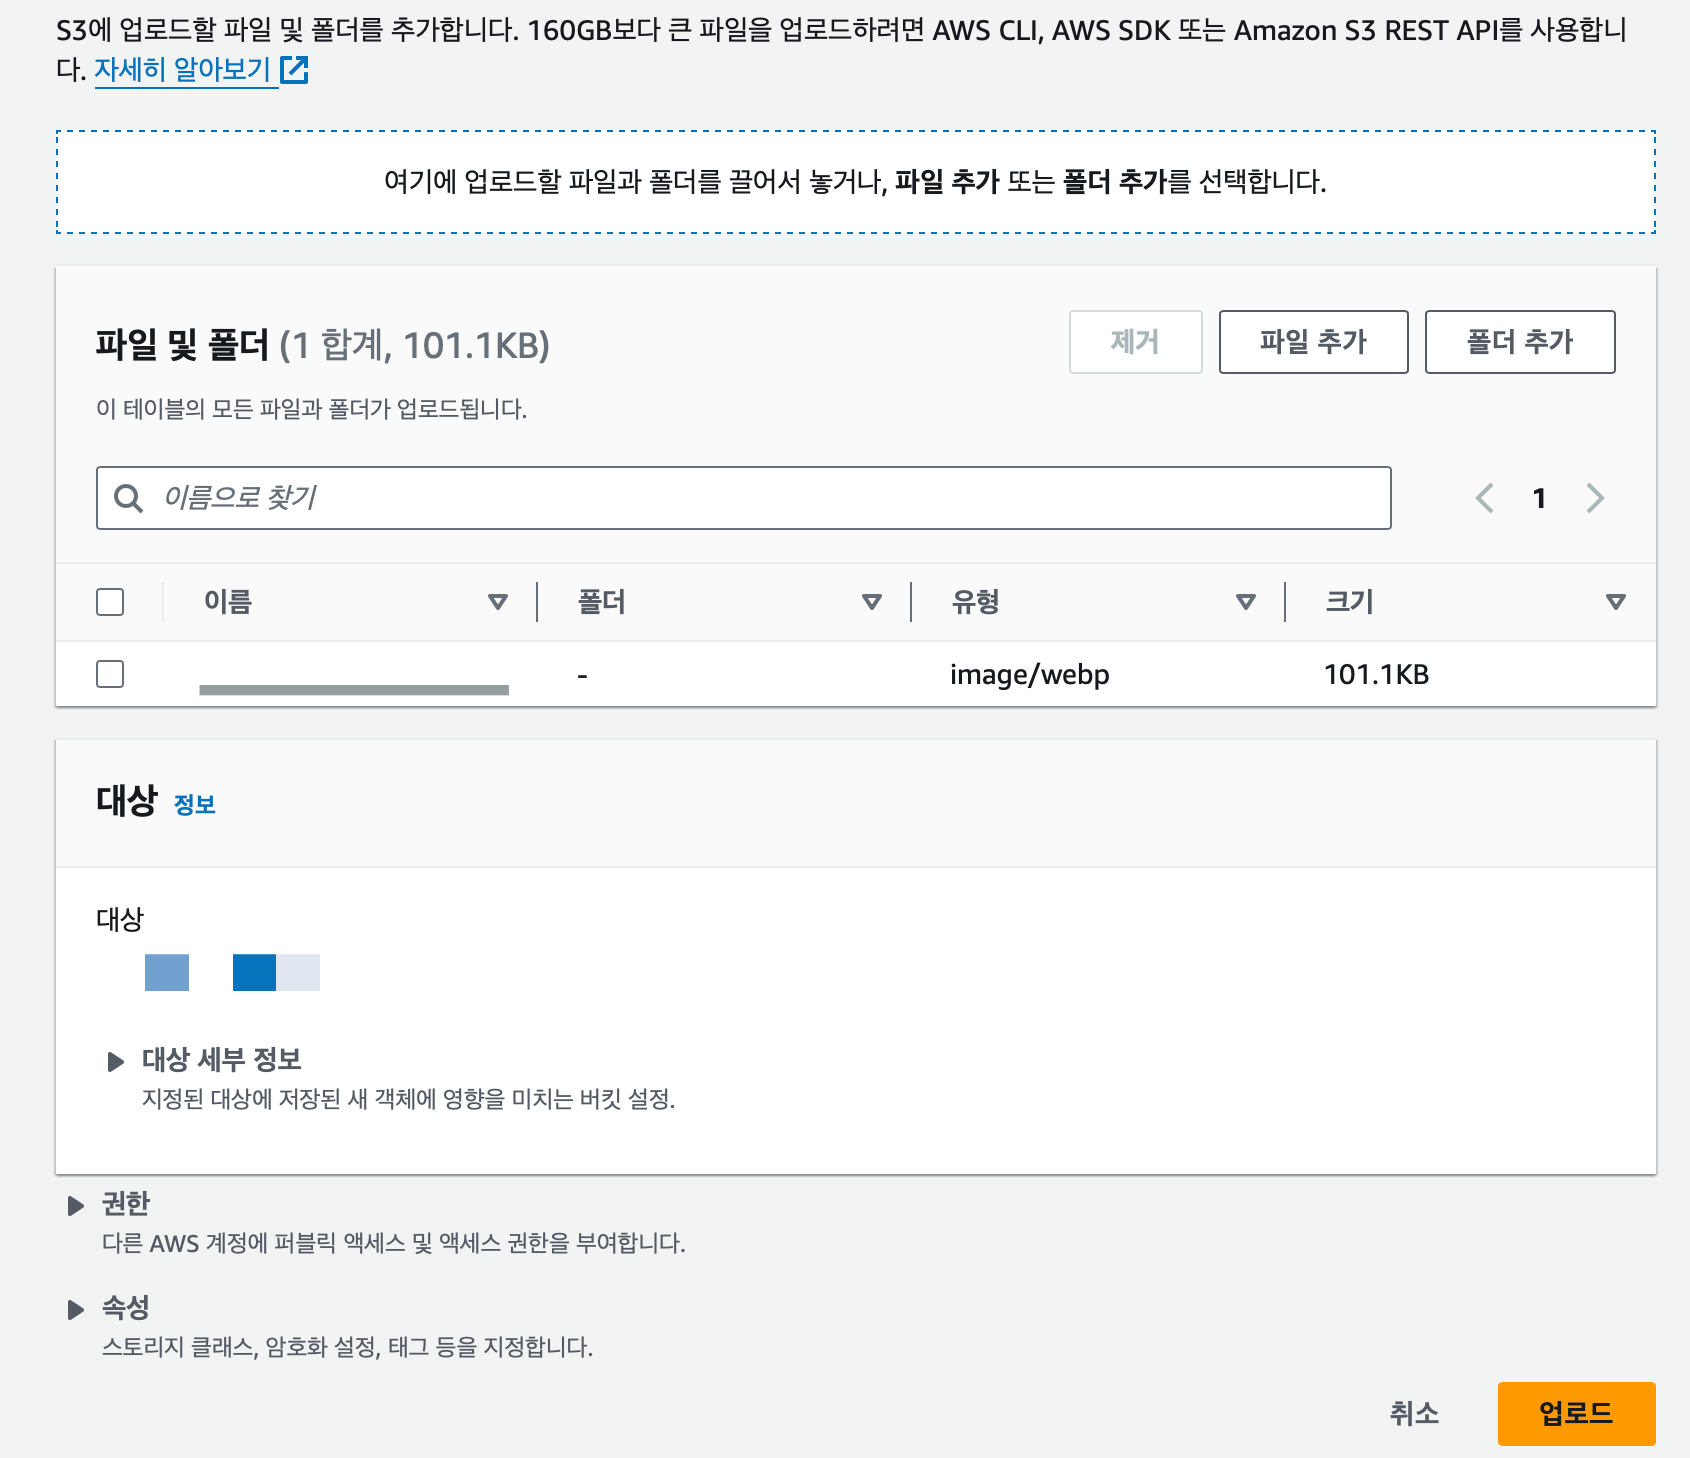 S3에 업로드할 파일 및 폴더를 추가합니다. 160GB보다 큰 파일을 업로드하려면 AWS CLI, AWS SDK 또는 Amazon S3 REST API를 사용합니
다. 자세히 알아보기
여기에 업로드할 파일과 폴더를 끌어서 놓거나, 파일 추가 또는 폴더 추가를 선택합니다.
파일 및 폴더 (1 합계, 101.1KB)
제거 파일 추가 폴더 추가
이 테이블의 모든 파일과 폴더가 업로드됩니다.
이름으로 찾기
1
이름 폴더 유형 크기
- image/webp 101.1KB
대상 정보
대상
대상 세부 정보
지정된 대상에 저장된 새 객체에 영향을 미치는 버킷 설정.
권한
다른 AWS 계정에 퍼블릭 액세스 및 액세스 권한을 부여합니다.
속성
스토리지 클래스, 암호화 설정, 태그 등을 지정합니다.
취소 업로드